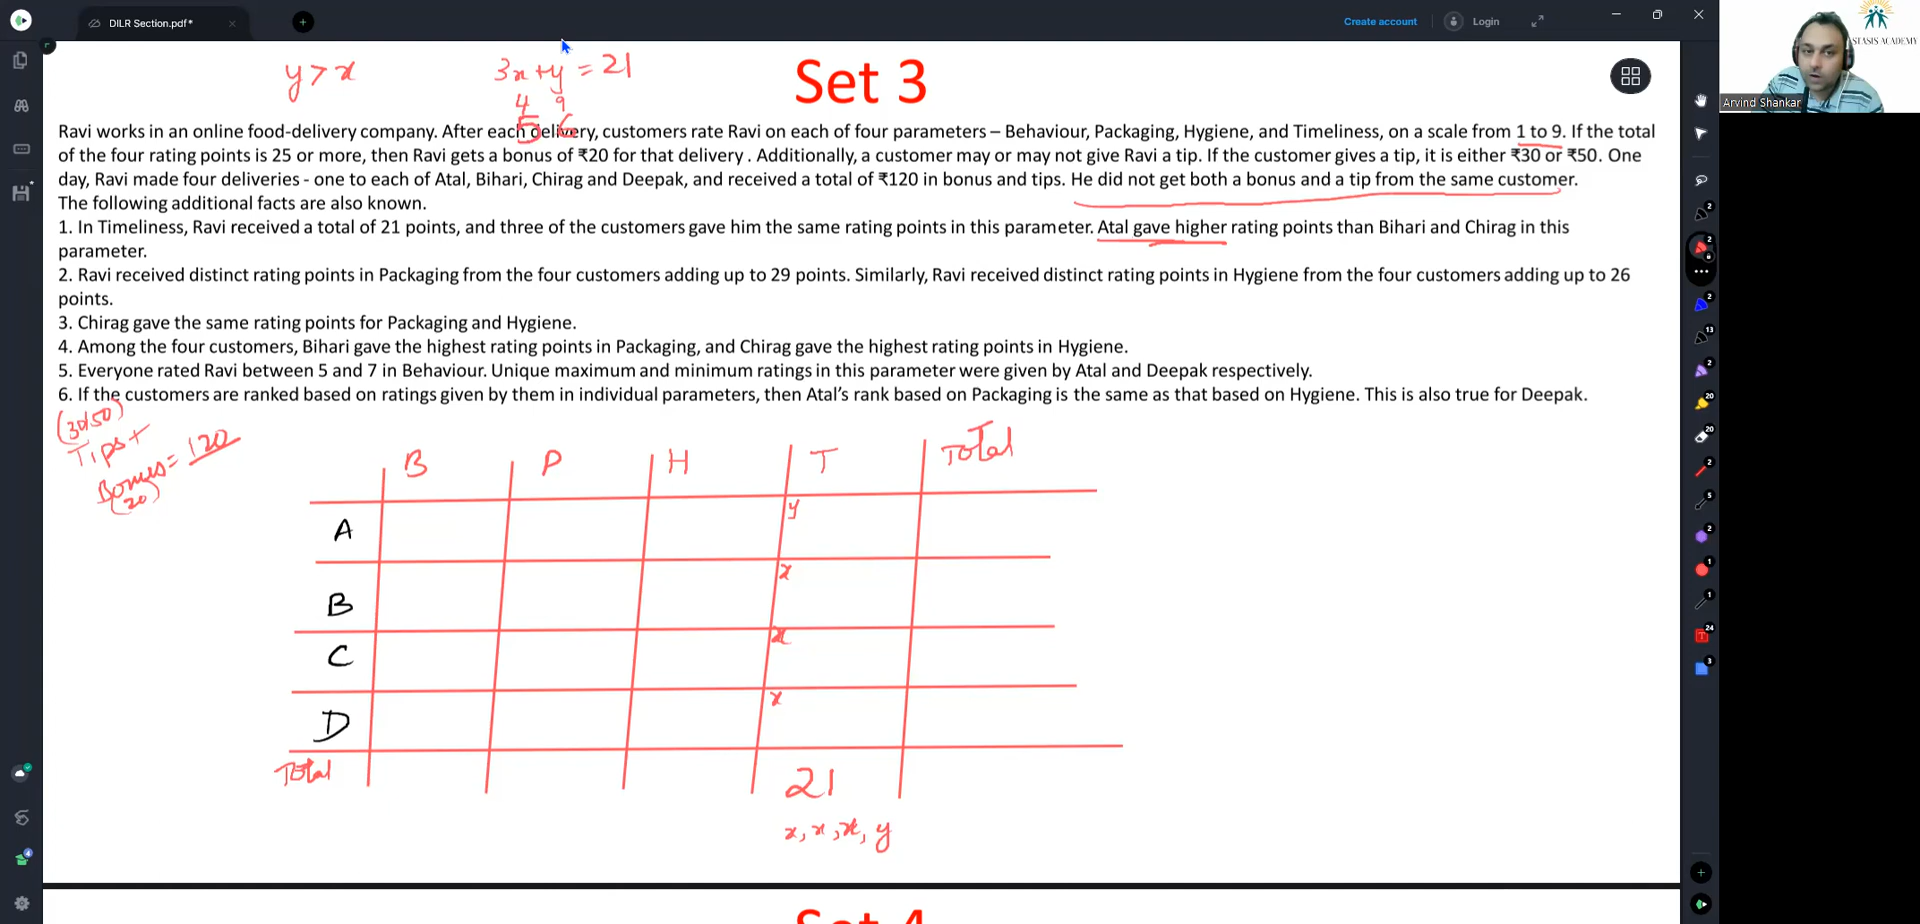 DILR Section.pdf*
Create account
Login
STASIS ACADEMY
Arvind Shankar
y > x
3x+y = 21
4 9
5 6
Set 3
Ravi works in an online food-delivery company. After each delivery, customers rate Ravi on each of four parameters – Behaviour, Packaging, Hygiene, and Timeliness, on a scale from 1 to 9. If the total
of the four rating points is 25 or more, then Ravi gets a bonus of ₹20 for that delivery . Additionally, a customer may or may not give Ravi a tip. If the customer gives a tip, it is either ₹30 or ₹50. One
day, Ravi made four deliveries - one to each of Atal, Bihari, Chirag and Deepak, and received a total of ₹120 in bonus and tips. He did not get both a bonus and a tip from the same customer.
The following additional facts are also known.
1. In Timeliness, Ravi received a total of 21 points, and three of the customers gave him the same rating points in this parameter. Atal gave higher rating points than Bihari and Chirag in this
parameter.
2. Ravi received distinct rating points in Packaging from the four customers adding up to 29 points. Similarly, Ravi received distinct rating points in Hygiene from the four customers adding up to 26
points.
3. Chirag gave the same rating points for Packaging and Hygiene.
4. Among the four customers, Bihari gave the highest rating points in Packaging, and Chirag gave the highest rating points in Hygiene.
5. Everyone rated Ravi between 5 and 7 in Behaviour. Unique maximum and minimum ratings in this parameter were given by Atal and Deepak respectively.
6. If the customers are ranked based on ratings given by them in individual parameters, then Atal's rank based on Packaging is the same as that based on Hygiene. This is also true for Deepak.
(30/50)
Tips +
Bonus = 120
(20)
B P H T Total
A y
B x
C x
D x
Total 21
x, x, x, y
Set 4